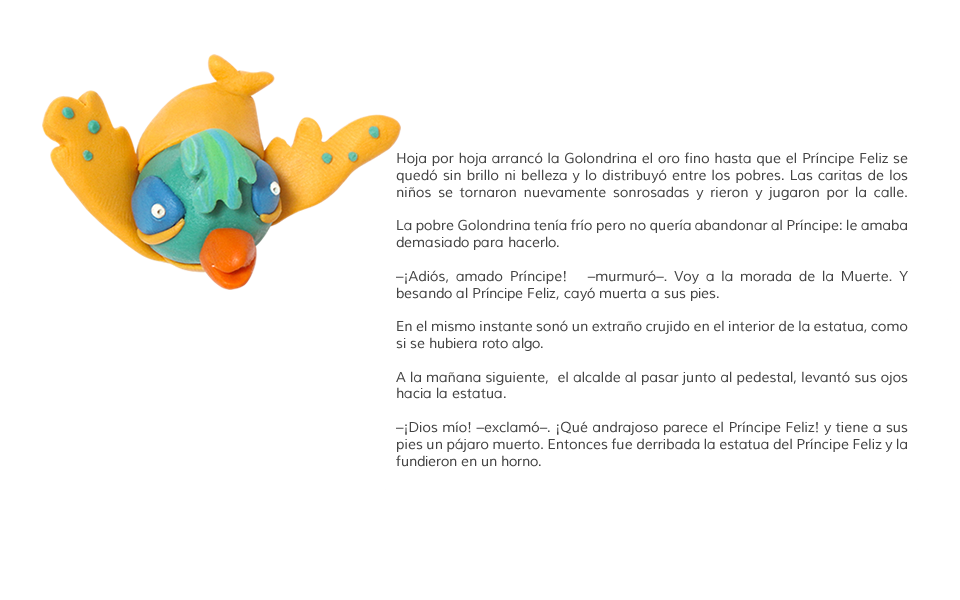 Hoja por hoja arrancó la Golondrina el oro fino hasta que el Príncipe Feliz se
quedó sin brillo ni belleza y lo distribuyó entre los pobres. Las caritas de los
niños se tornaron nuevamente sonrosadas y rieron y jugaron por la calle.
La pobre Golondrina tenía frío pero no quería abandonar al Príncipe: le amaba
demasiado para hacerlo.
–¡Adiós, amado Príncipe! –murmuró–. Voy a la morada de la Muerte. Y
besando al Príncipe Feliz, cayó muerta a sus pies.
En el mismo instante sonó un extraño crujido en el interior de la estatua, como
si se hubiera roto algo.
A la mañana siguiente, el alcalde al pasar junto al pedestal, levantó sus ojos
hacia la estatua.
–¡Dios mío! –exclamó–. ¡Qué andrajoso parece el Príncipe Feliz! y tiene a sus
pies un pájaro muerto. Entonces fue derribada la estatua del Príncipe Feliz y la
fundieron en un horno.